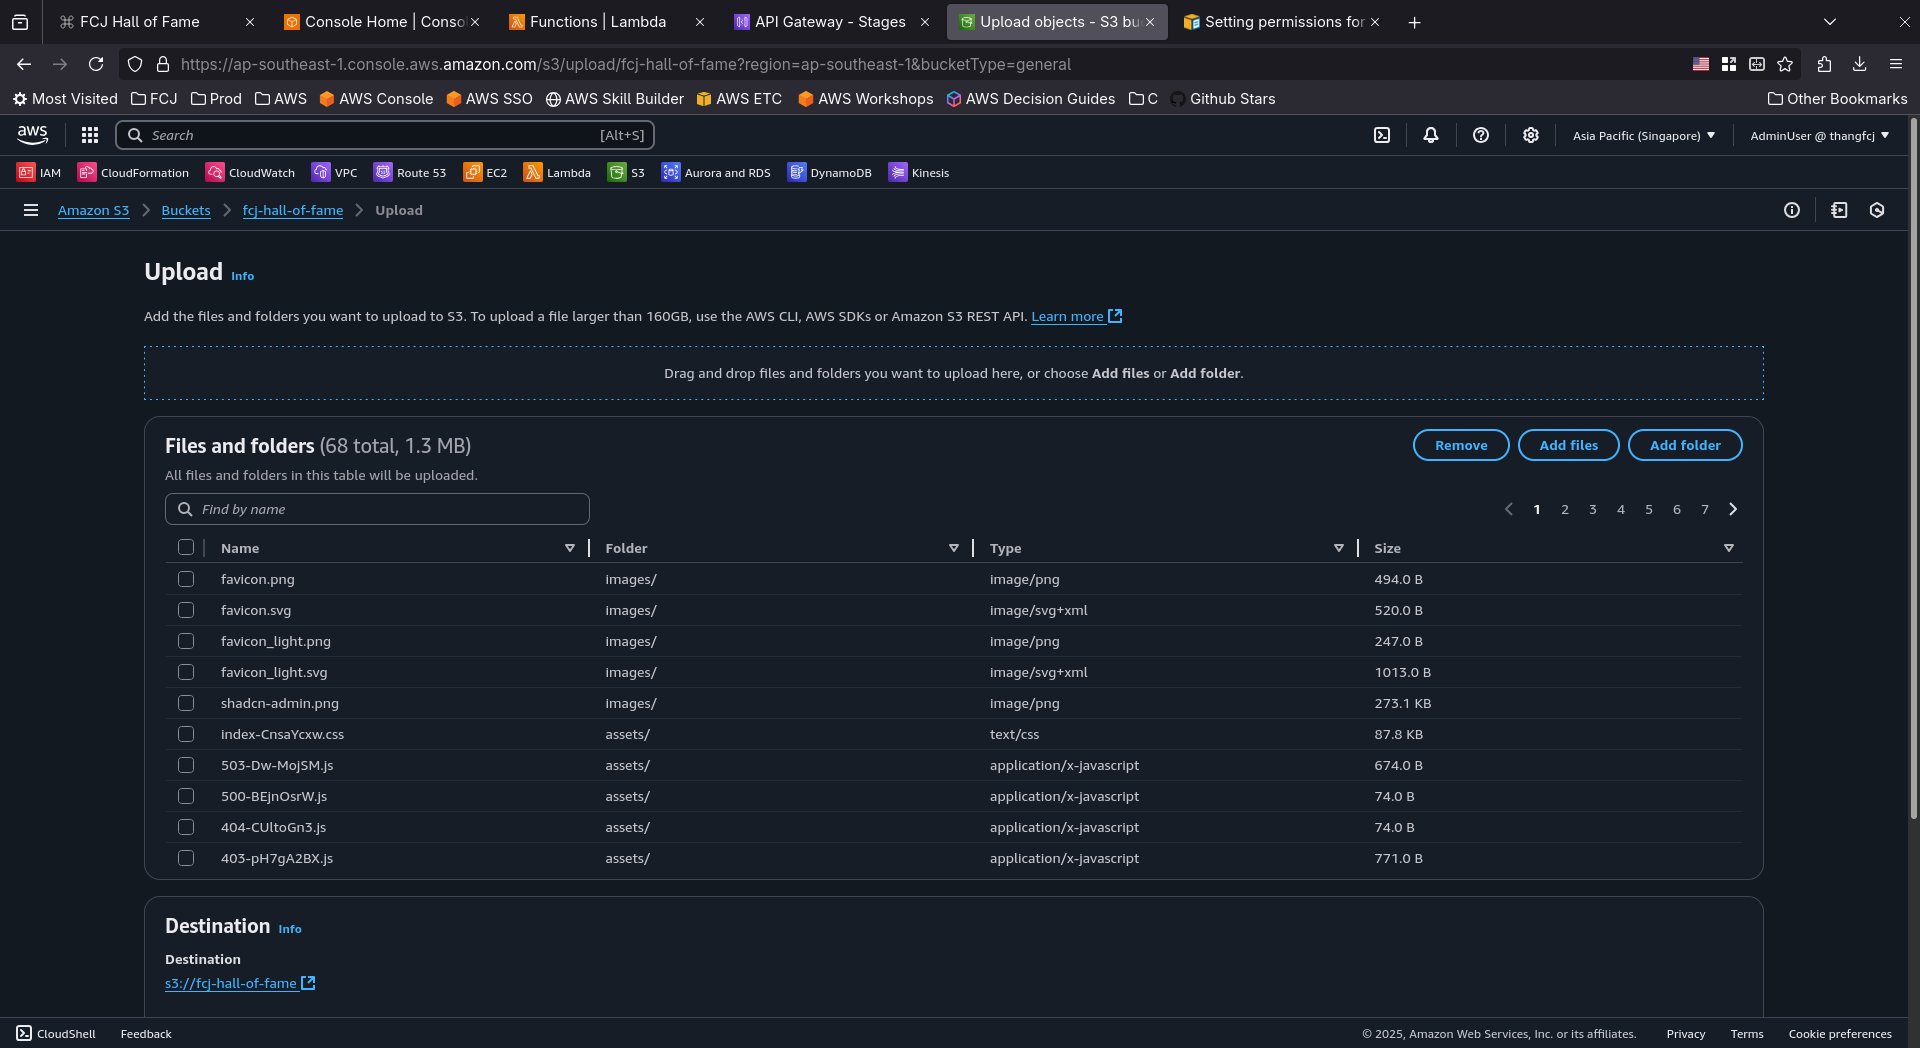 FCJ Hall of Fame
Console Home | Conso
Functions | Lambda
API Gateway - Stages
Upload objects - S3 bu
Setting permissions for
https://ap-southeast-1.console.aws.amazon.com/s3/upload/fcj-hall-of-fame?region=ap-southeast-1&bucketType=general
Most Visited FCJ Prod AWS AWS Console AWS SSO AWS Skill Builder AWS ETC AWS Workshops AWS Decision Guides C Github Stars Other Bookmarks
aws Search [Alt+S] Asia Pacific (Singapore) AdminUser @ thangfcj
IAM CloudFormation CloudWatch VPC Route 53 EC2 Lambda S3 Aurora and RDS DynamoDB Kinesis
Amazon S3 Buckets fcj-hall-of-fame Upload
Upload Info
Add the files and folders you want to upload to S3. To upload a file larger than 160GB, use the AWS CLI, AWS SDKs or Amazon S3 REST API. Learn more
Drag and drop files and folders you want to upload here, or choose Add files or Add folder.
Files and folders (68 total, 1.3 MB)
Remove Add files Add folder
All files and folders in this table will be uploaded.
Find by name
1 2 3 4 5 6 7
Name Folder Type Size
favicon.png images/ image/png 494.0 B
favicon.svg images/ image/svg+xml 520.0 B
favicon_light.png images/ image/png 247.0 B
favicon_light.svg images/ image/svg+xml 1013.0 B
shadcn-admin.png images/ image/png 273.1 KB
index-CnsaYcxw.css assets/ text/css 87.8 KB
503-Dw-MojSM.js assets/ application/x-javascript 674.0 B
500-BEjnOsrW.js assets/ application/x-javascript 74.0 B
404-CUltoGn3.js assets/ application/x-javascript 74.0 B
403-pH7gA2BX.js assets/ application/x-javascript 771.0 B
Destination Info
Destination
s3://fcj-hall-of-fame
CloudShell Feedback © 2025, Amazon Web Services, Inc. or its affiliates. Privacy Terms Cookie preferences